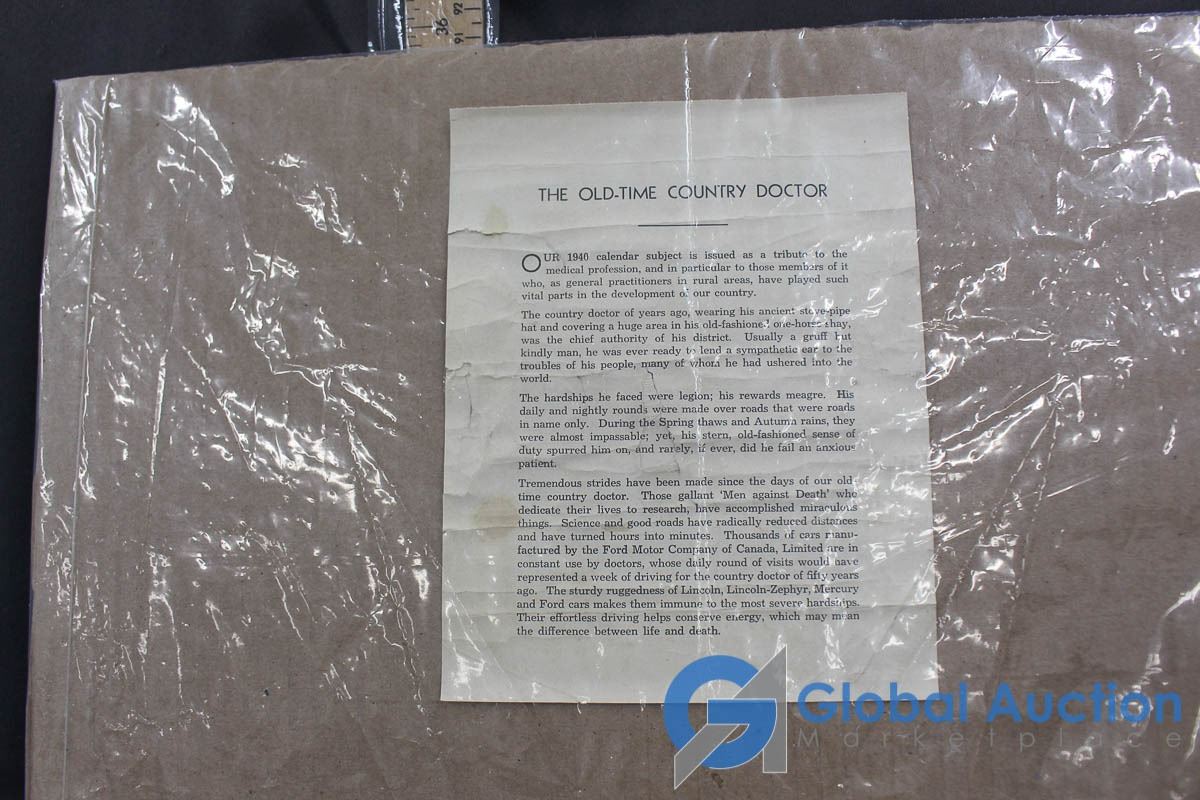 36 92
91
THE OLD-TIME COUNTRY DOCTOR
OUR 1940 calendar subject is issued as a tribute to the
medical profession, and in particular to those members of it
who, as general practitioners in rural areas, have played such
vital parts in the development of our country.
The country doctor of years ago, wearing his ancient stove-pipe
hat and covering a huge area in his old-fashioned one-horse shay,
was the chief authority of his district. Usually a gruff but
kindly man, he was ever ready to lend a sympathetic ear to the
troubles of his people, many of whom he had ushered into the
world.
The hardships he faced were legion; his rewards meagre. His
daily and nightly rounds were made over roads that were roads
in name only. During the Spring thaws and Autumn rains, they
were almost impassable; yet, his stern, old-fashioned sense of
duty spurred him on, and rarely, if ever, did he fail an anxious
patient.
Tremendous strides have been made since the days of our old-
time country doctor. Those gallant 'Men against Death' who
dedicate their lives to research, have accomplished miraculous
things. Science and good roads have radically reduced distances
and have turned hours into minutes. Thousands of cars manu-
factured by the Ford Motor Company of Canada, Limited are in
constant use by doctors, whose daily round of visits would have
represented a week of driving for the country doctor of fifty years
ago. The sturdy ruggedness of Lincoln, Lincoln-Zephyr, Mercury
and Ford cars makes them immune to the most severe hardships.
Their effortless driving helps conserve energy, which may mean
the difference between life and death.
Global Auction
Marketplace